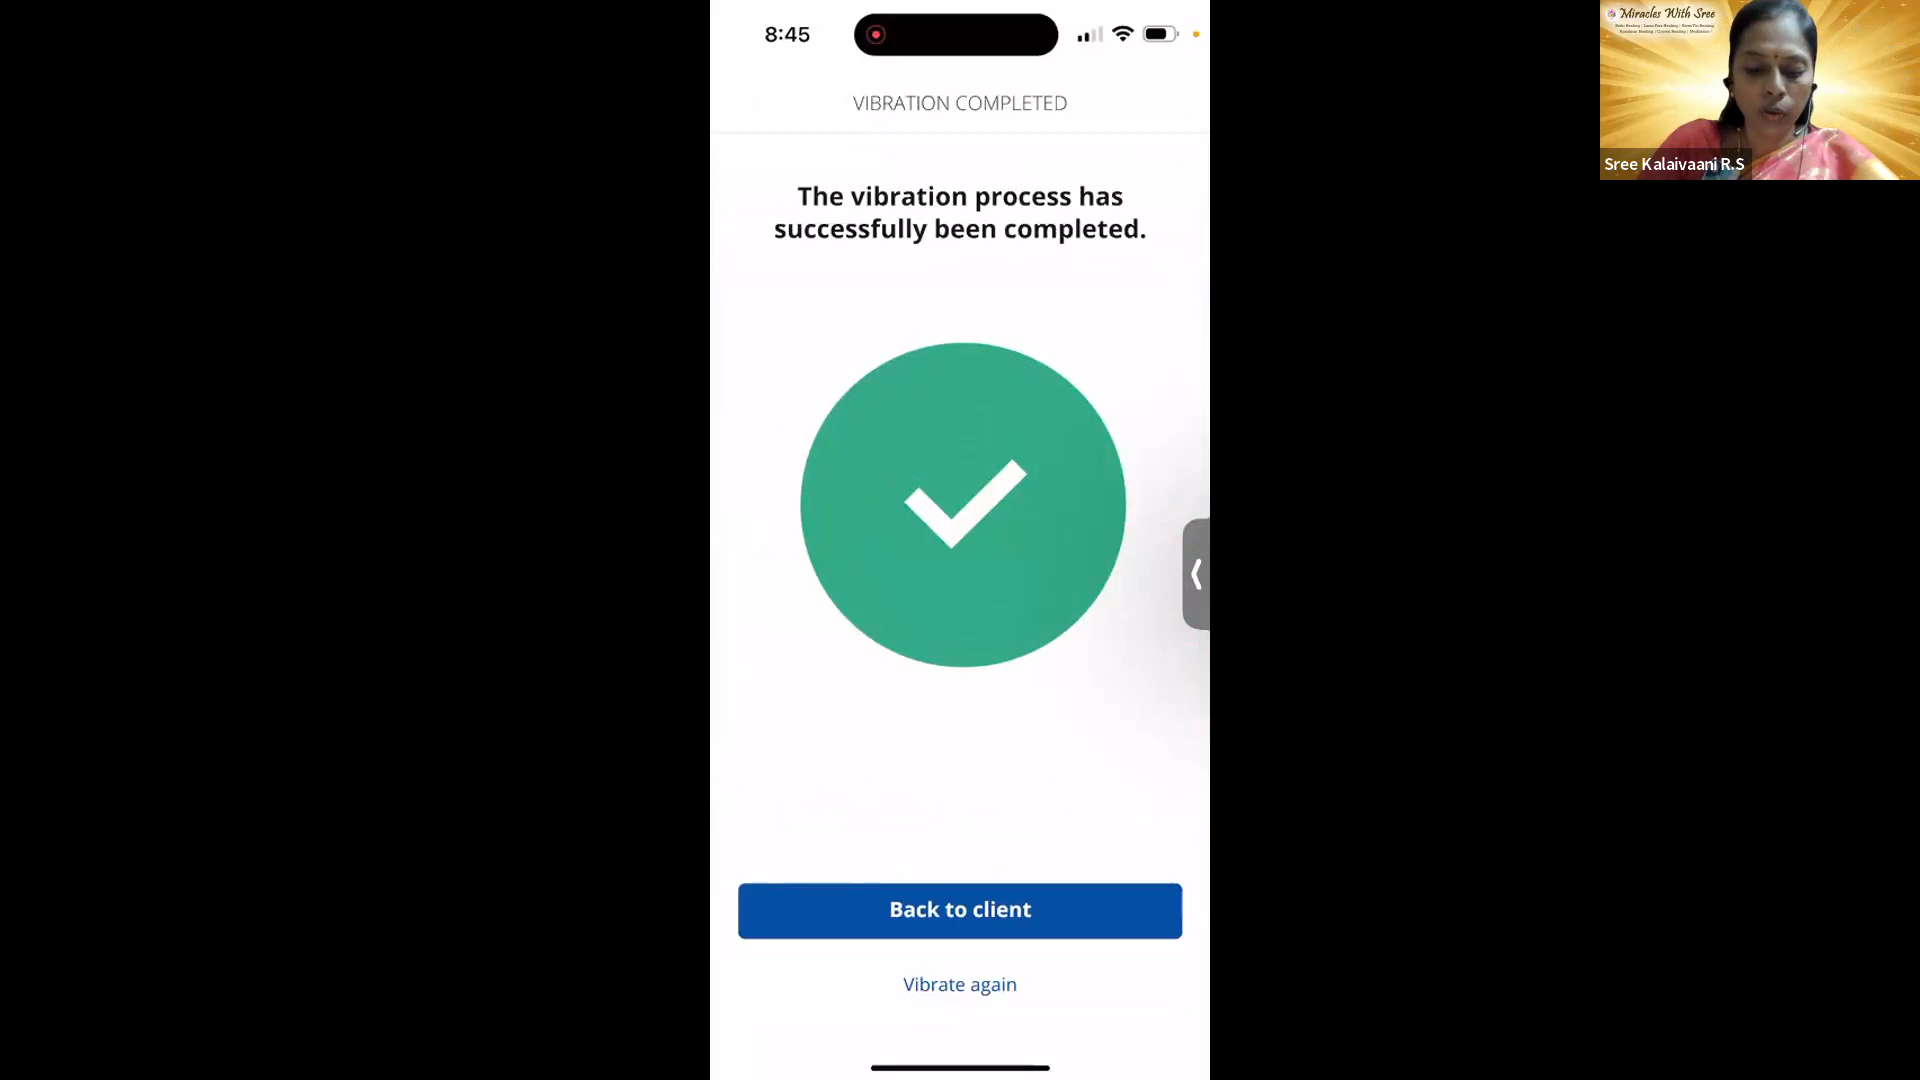 8:45
VIBRATION COMPLETED
The vibration process has
successfully been completed.
Back to client
Vibrate again
Miracles With Sree
Sree Kalaivaani R.S